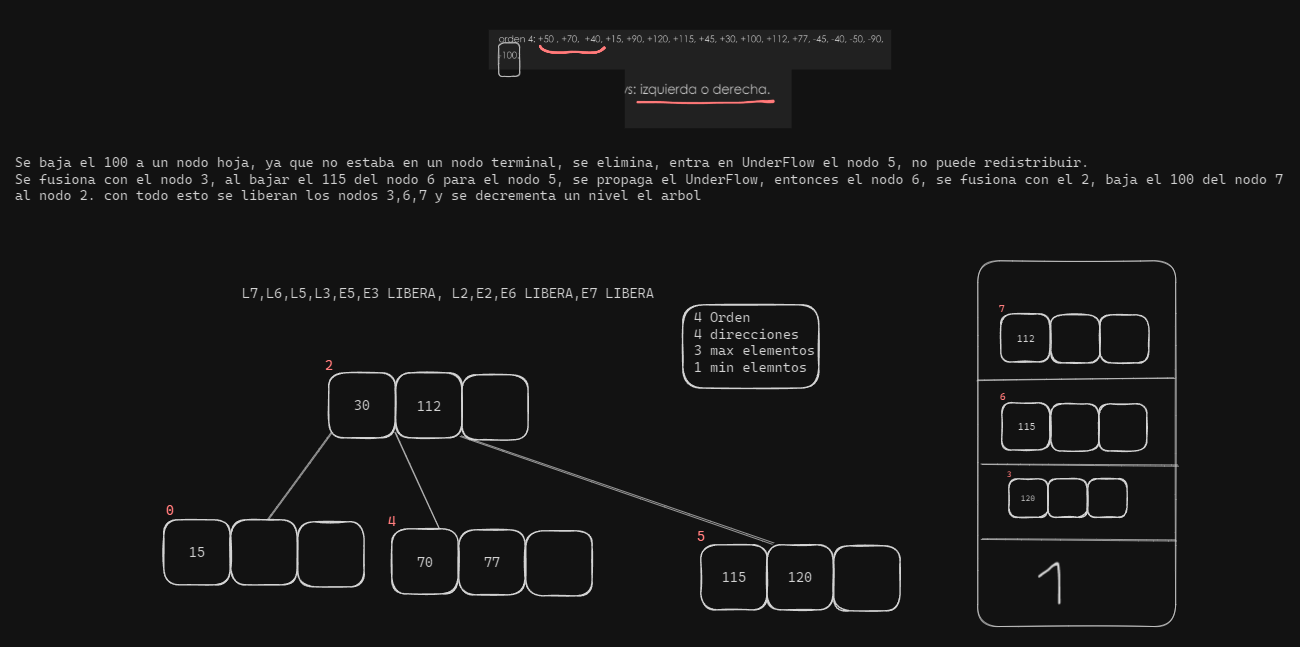 orden 4; +50 , +70, +40, +15, +90, +120, +115, +45, +30, +100, +112, +77, -45, -40, -50, -90,
-100,
ys: izquierda o derecha.
Se baja el 100 a un nodo hoja, ya que no estaba en un nodo terminal, se elimina, entra en UnderFlow el nodo 5, no puede redistribuir.
Se fusiona con el nodo 3, al bajar el 115 del nodo 6 para el nodo 5, se propaga el UnderFlow, entonces el nodo 6, se fusiona con el 2, baja el 100 del nodo 7
al nodo 2. con todo esto se liberan los nodos 3,6,7 y se decrementa un nivel el arbol
L7,L6,L5,L3,E5,E3 LIBERA, L2,E2,E6 LIBERA,E7 LIBERA
4 Orden
4 direcciones
3 max elementos
1 min elemntos
7
112
2
30 112
6
115
3
120
0
15
4
70 77
5
115 120
1